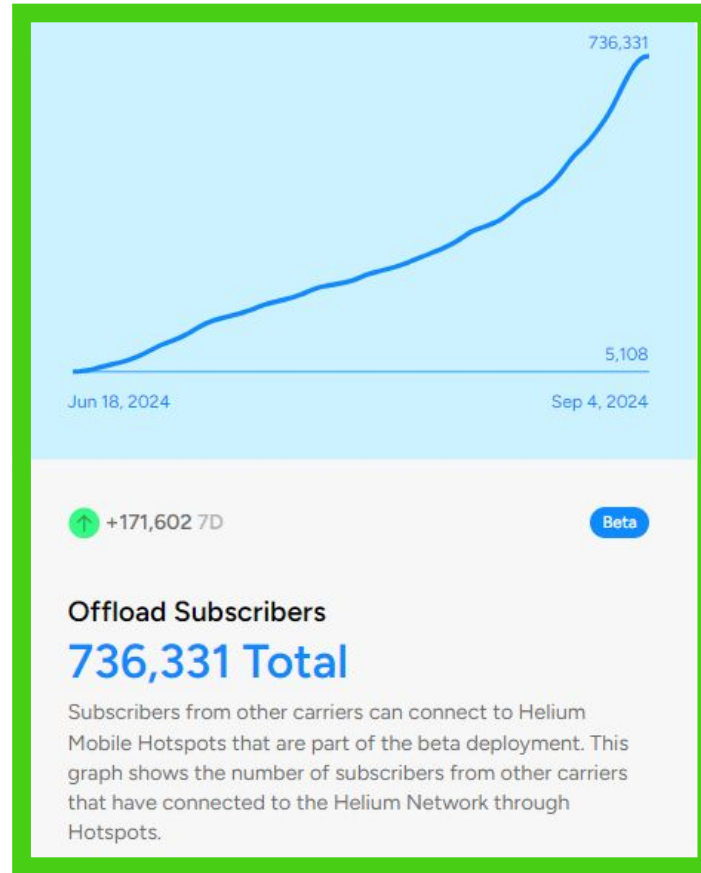 736,331
5,108
Jun 18, 2024 Sep 4, 2024
+171,602 7D Beta
Offload Subscribers
736,331 Total
Subscribers from other carriers can connect to Helium
Mobile Hotspots that are part of the beta deployment. This
graph shows the number of subscribers from other carriers
that have connected to the Helium Network through
Hotspots.